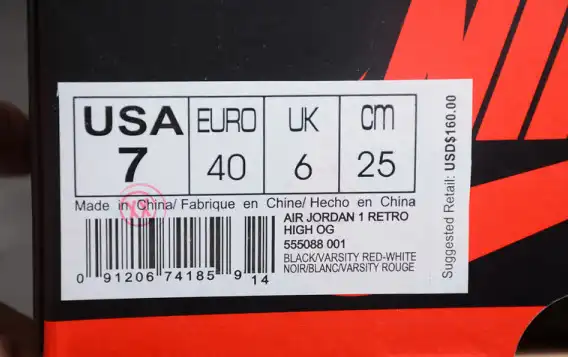 USA EURO UK cm
7 40 6 25
Made in China/ Fabrique en Chine/ Hecho en China
AIR JORDAN 1 RETRO
HIGH OG
555088 001
BLACK/VARSITY RED-WHITE
NOIR/BLANC/VARSITY ROUGE
0 91206 74185 9 14
Suggested Retail: USD$160.00
XX